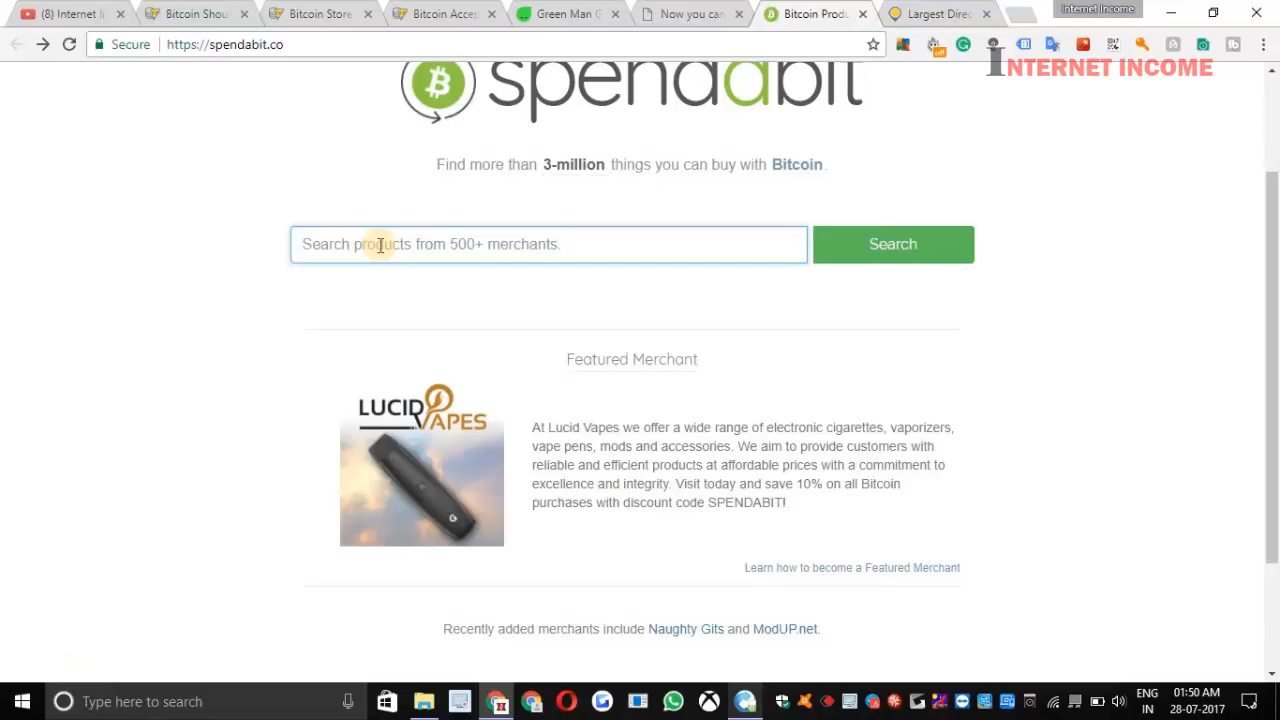 (8) Internet In
Bitcoin Shou
Bitcoin Store
Bitcoin Accep
Green Man G
Now you can
Bitcoin Produ
Largest Direc
Internet Income
Secure
https://spendabit.co
off
INTERNET INCOME
spendabit
Find more than 3-million things you can buy with Bitcoin.
Search products from 500+ merchants.
Search
Featured Merchant
LUCID VAPES
At Lucid Vapes we offer a wide range of electronic cigarettes, vaporizers,
vape pens, mods and accessories. We aim to provide customers with
reliable and efficient products at affordable prices with a commitment to
excellence and integrity. Visit today and save 10% on all Bitcoin
purchases with discount code SPENDABIT!
Learn how to become a Featured Merchant
Recently added merchants include Naughty Gits and ModUP.net.
Type here to search
ENG
IN
01:50 AM
28-07-2017